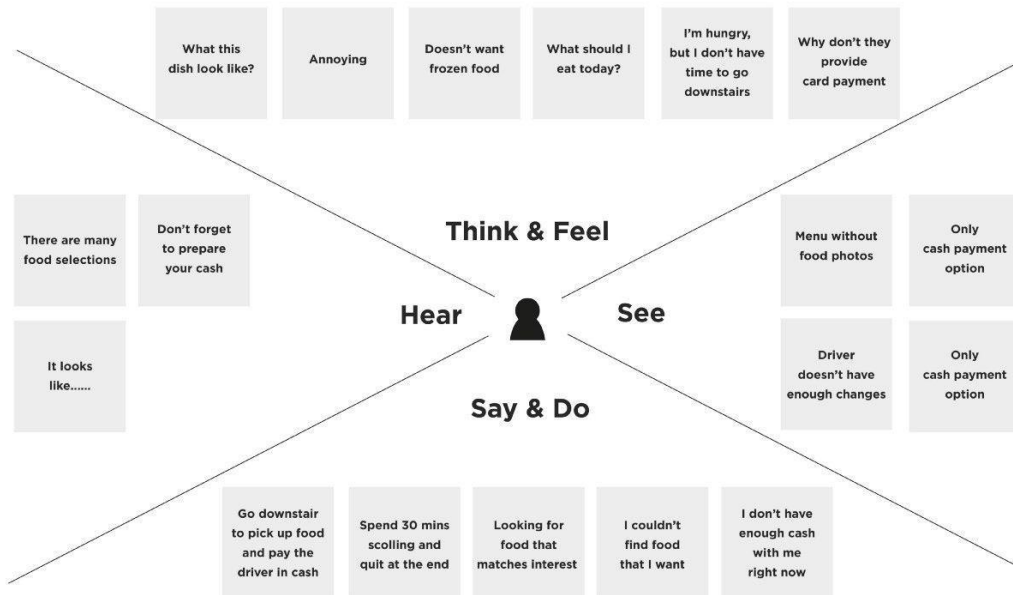 What this
dish look like?
Annoying
Doesn't want
frozen food
What should I
eat today?
I'm hungry,
but I don't have
time to go
downstairs
Why don't they
provide
card payment
There are many
food selections
Don't forget
to prepare
your cash
It looks
like......
Think & Feel
Hear
See
Say & Do
Menu without
food photos
Only
cash payment
option
Driver
doesn't have
enough changes
Only
cash payment
option
Go downstair
to pick up food
and pay the
driver in cash
Spend 30 mins
scolling and
quit at the end
Looking for
food that
matches interest
I couldn't
find food
that I want
I don't have
enough cash
with me
right now